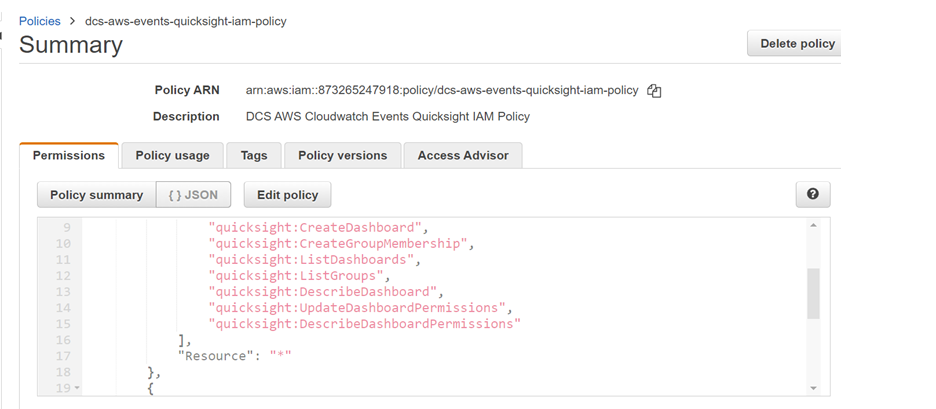 Policies > dcs-aws-events-quicksight-iam-policy
Summary
Delete policy
Policy ARN arn:aws:iam::873265247918:policy/dcs-aws-events-quicksight-iam-policy
Description DCS AWS Cloudwatch Events Quicksight IAM Policy
Permissions Policy usage Tags Policy versions Access Advisor
Policy summary { } JSON Edit policy ?
9 "quicksight:CreateDashboard",
10 "quicksight:CreateGroupMembership",
11 "quicksight:ListDashboards",
12 "quicksight:ListGroups",
13 "quicksight:DescribeDashboard",
14 "quicksight:UpdateDashboardPermissions",
15 "quicksight:DescribeDashboardPermissions"
16 ],
17 "Resource": "*"
18 },
19 {